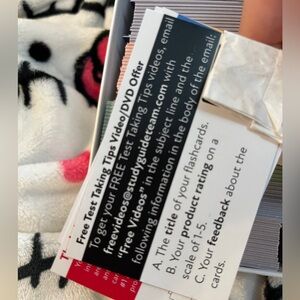 Free Test Taking Tips Video/DVD Offer
To get your FREE Test Taking Tips videos, email
freevideos@studyguideteam.com with
"Free Videos" in the subject line and the
following information in the body of the email:
A. The title of your flashcards.
B. Your product rating on a
scale of 1-5.
C. Your feedback about the
cards.